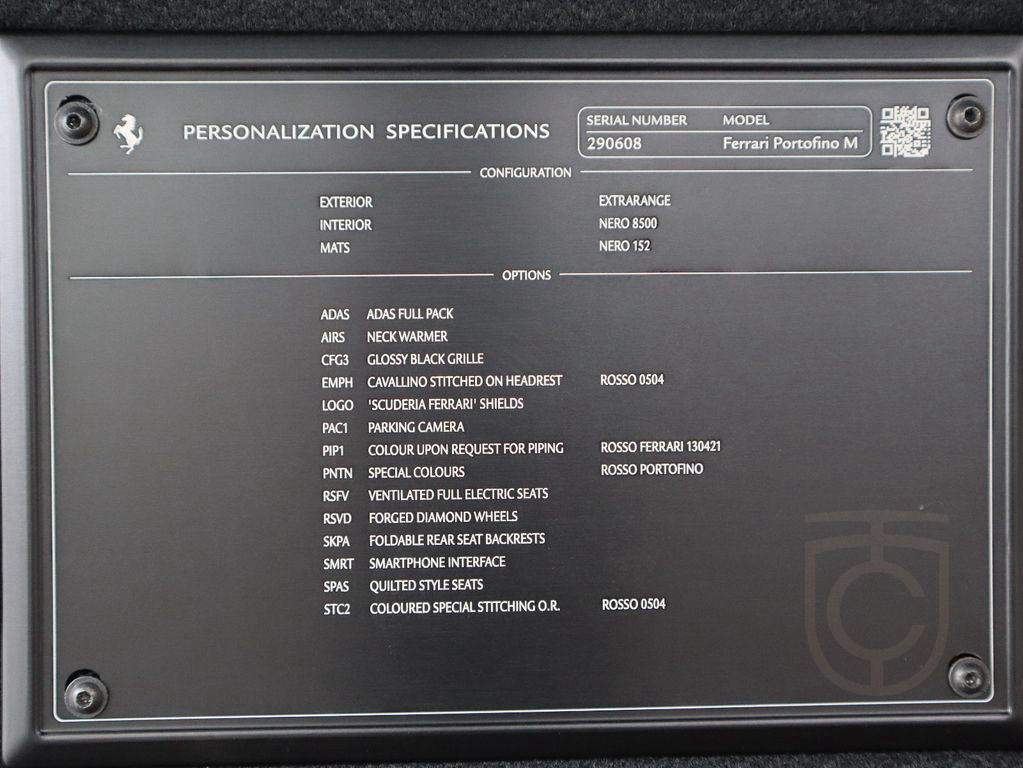 PERSONALIZATION SPECIFICATIONS
SERIAL NUMBER MODEL
290608 Ferrari Portofino M
CONFIGURATION
EXTERIOR EXTRARANGE
INTERIOR NERO 8500
MATS NERO 152
OPTIONS
ADAS ADAS FULL PACK
AIRS NECK WARMER
CFG3 GLOSSY BLACK GRILLE
EMPH CAVALLINO STITCHED ON HEADREST ROSSO 0504
LOGO 'SCUDERIA FERRARI' SHIELDS
PAC1 PARKING CAMERA
PIP1 COLOUR UPON REQUEST FOR PIPING ROSSO FERRARI 130421
PNTN SPECIAL COLOURS ROSSO PORTOFINO
RSFV VENTILATED FULL ELECTRIC SEATS
RSVD FORGED DIAMOND WHEELS
SKPA FOLDABLE REAR SEAT BACKRESTS
SMRT SMARTPHONE INTERFACE
SPAS QUILTED STYLE SEATS
STC2 COLOURED SPECIAL STITCHING O.R. ROSSO 0504
TC